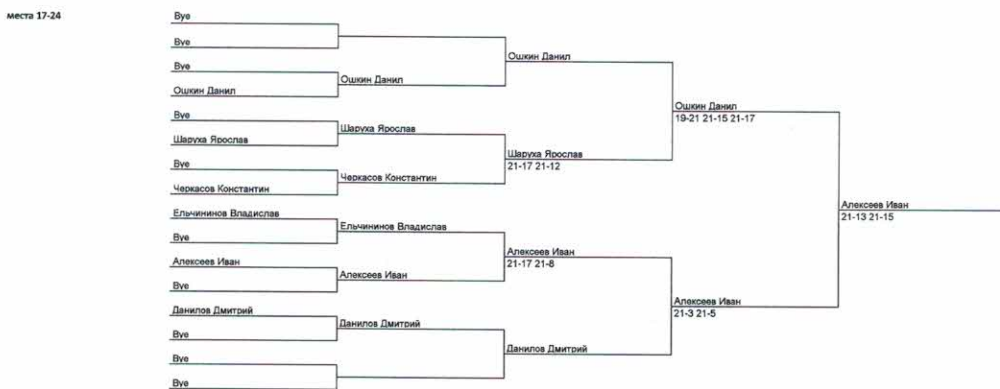 места 17-24
Bye
Bye
Bye
Ошкин Данил
Bye
Шаруха Ярослав
Bye
Черкасов Константин
Ельчининов Владислав
Bye
Алексеев Иван
Bye
Данилов Дмитрий
Bye
Bye
Bye
Ошкин Данил
Шаруха Ярослав
Черкасов Константин
Ельчининов Владислав
Алексеев Иван
Данилов Дмитрий
Ошкин Данил
Шаруха Ярослав
21-17 21-12
Алексеев Иван
21-17 21-8
Данилов Дмитрий
Ошкин Данил
19-21 21-15 21-17
Алексеев Иван
21-3 21-5
Алексеев Иван
21-13 21-15